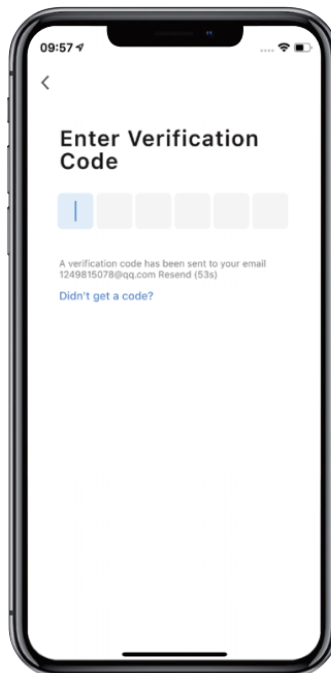 09:57
Enter Verification
Code
A verification code has been sent to your email
1249815078@qq.com Resend (53s)
Didn't get a code?